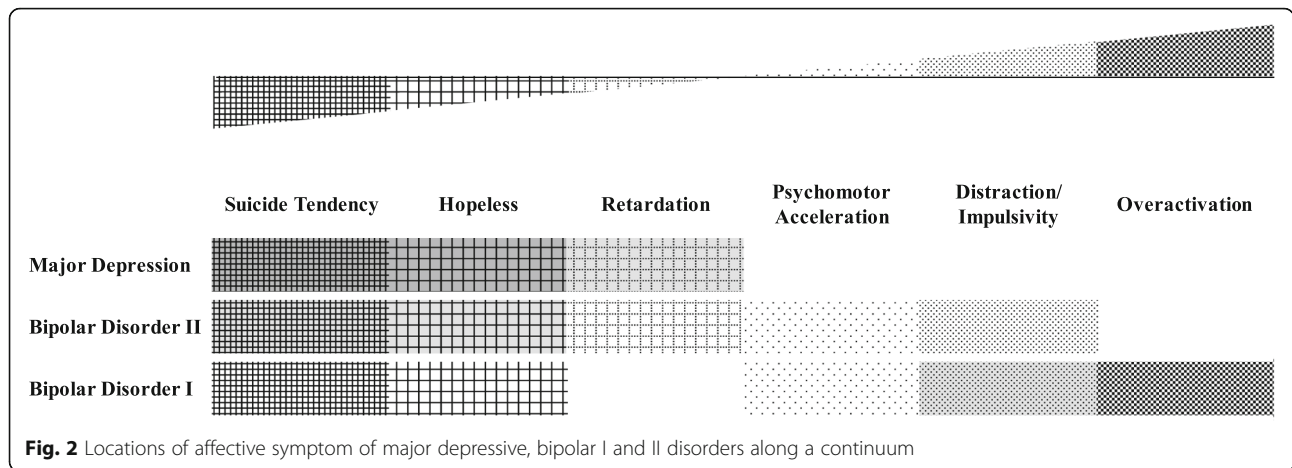 Suicide Tendency Hopeless Retardation Psychomotor Acceleration Distraction/ Impulsivity Overactivation
Major Depression
Bipolar Disorder II
Bipolar Disorder I
Fig. 2 Locations of affective symptom of major depressive, bipolar I and II disorders along a continuum